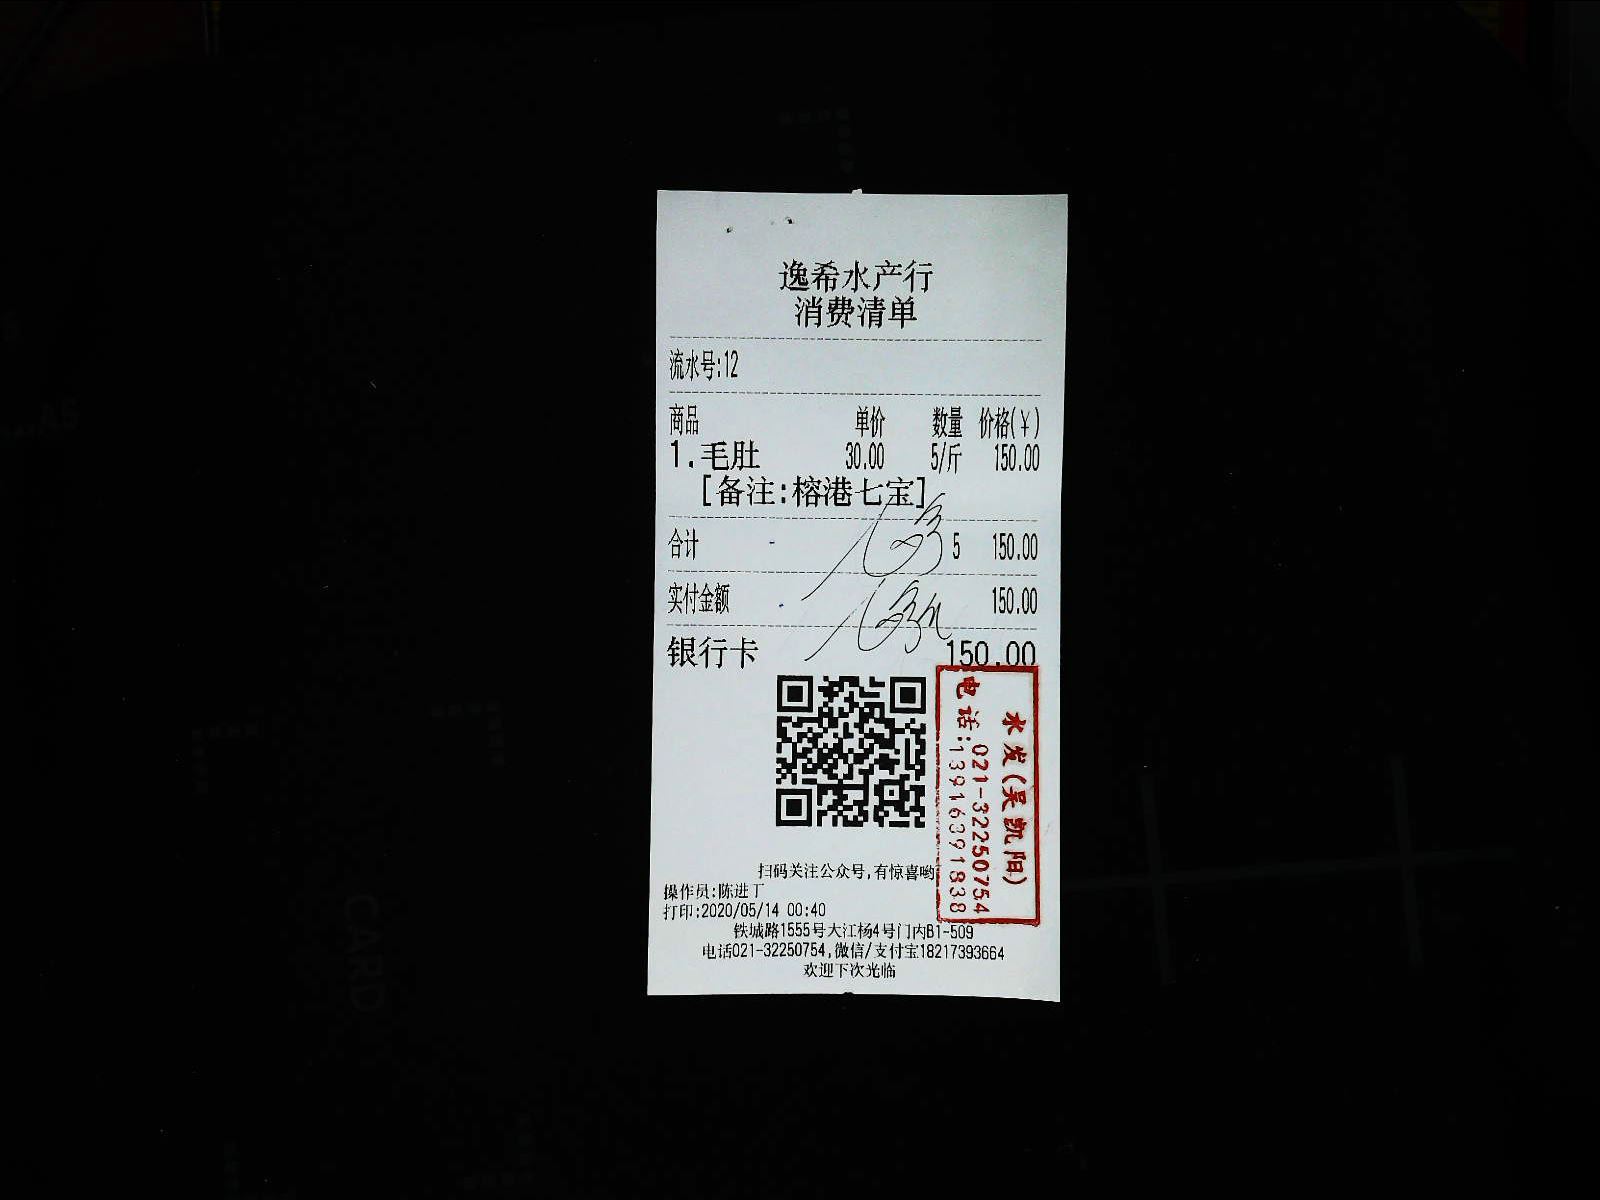 逸希水产行
消费清单
流水号:12
商品 单价 数量 价格(¥)
1.毛肚 30.00 5/斤 150.00
[备注:榕港七宝]
合计 5 150.00
实付金额 150.00
银行卡 150.00
水发(吴凯阳)
电话:021-32250754
13916391838
扫码关注公众号,有惊喜哟
操作员:陈进丁
打印:2020/05/14 00:40
铁城路1555号大江杨4号门内B1-509
电话021-32250754,微信/支付宝18217393664
欢迎下次光临